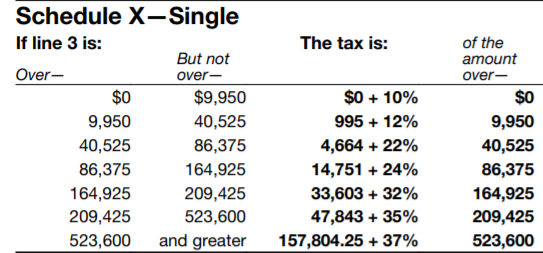 Schedule X—Single
If line 3 is: The tax is: of the
But not amount
Over— over— over—
$0 $9,950 $0 + 10% $0
9,950 40,525 995 + 12% 9,950
40,525 86,375 4,664 + 22% 40,525
86,375 164,925 14,751 + 24% 86,375
164,925 209,425 33,603 + 32% 164,925
209,425 523,600 47,843 + 35% 209,425
523,600 and greater 157,804.25 + 37% 523,600